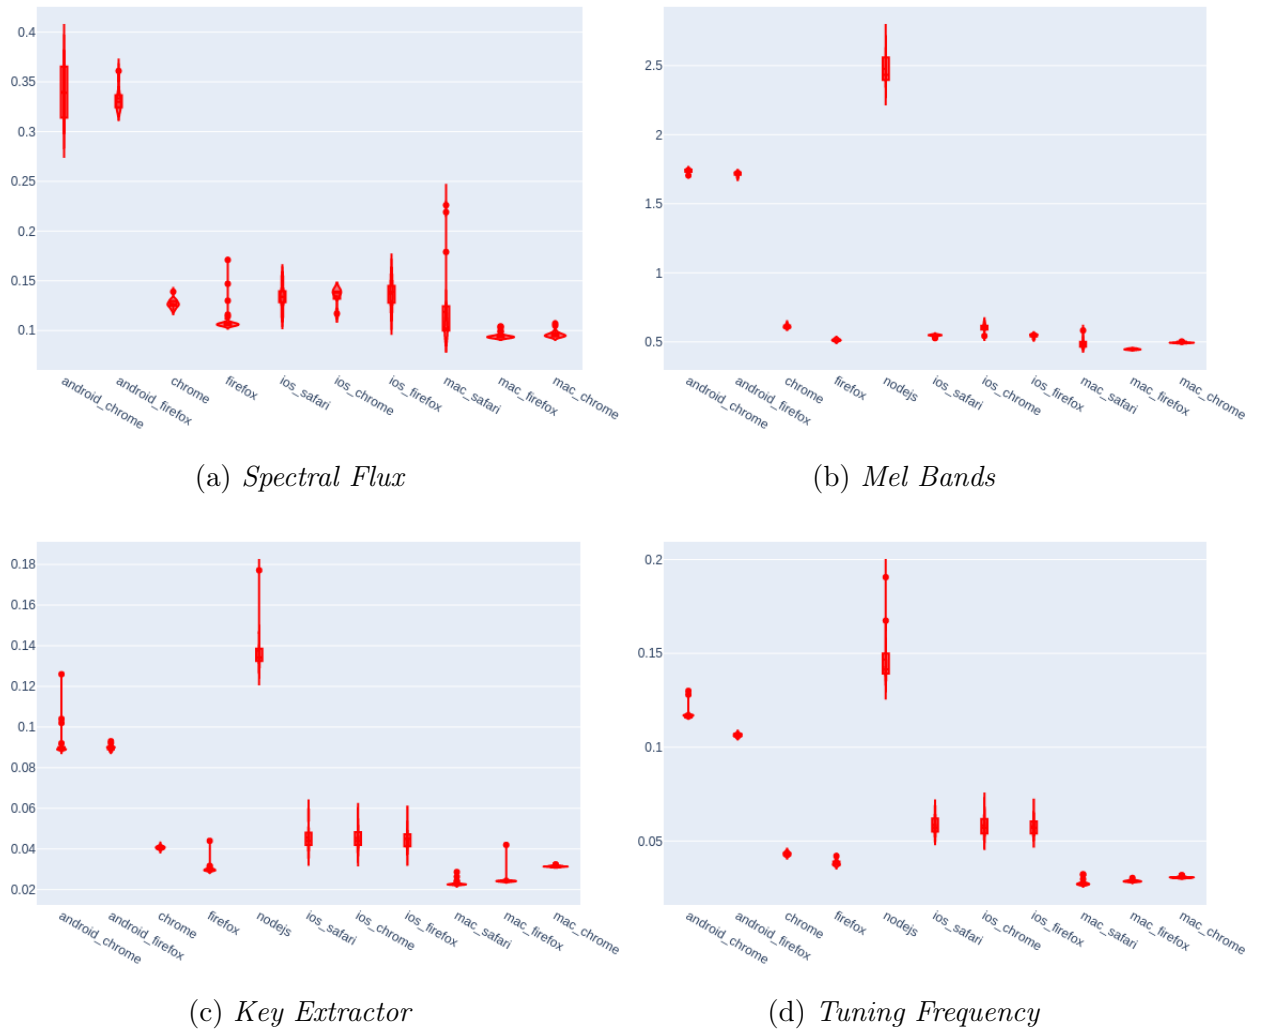 0.4
0.35
0.3
0.25
0.2
0.15
0.1
android_chrome
android_firefox
chrome
firefox
ios_safari
ios_chrome
ios_firefox
mac_safari
mac_firefox
mac_chrome
(a) Spectral Flux
2.5
2
1.5
1
0.5
android_chrome
android_firefox
chrome
firefox
nodejs
ios_safari
ios_chrome
ios_firefox
mac_safari
mac_firefox
mac_chrome
(b) Mel Bands
0.18
0.16
0.14
0.12
0.1
0.08
0.06
0.04
0.02
android_chrome
android_firefox
chrome
firefox
nodejs
ios_safari
ios_chrome
ios_firefox
mac_safari
mac_firefox
mac_chrome
(c) Key Extractor
0.2
0.15
0.1
0.05
android_chrome
android_firefox
chrome
firefox
nodejs
ios_safari
ios_chrome
ios_firefox
mac_safari
mac_firefox
mac_chrome
(d) Tuning Frequency